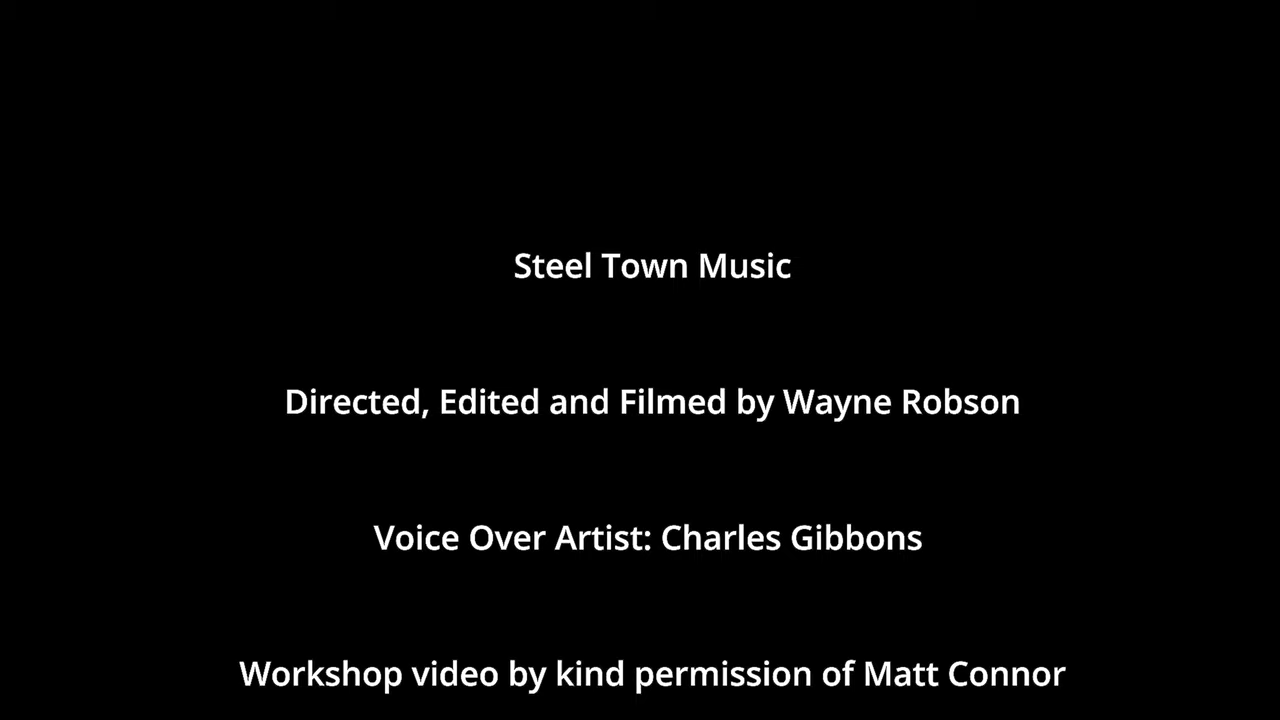 Steel Town Music
Directed, Edited and Filmed by Wayne Robson
Voice Over Artist: Charles Gibbons
Workshop video by kind permission of Matt Connor